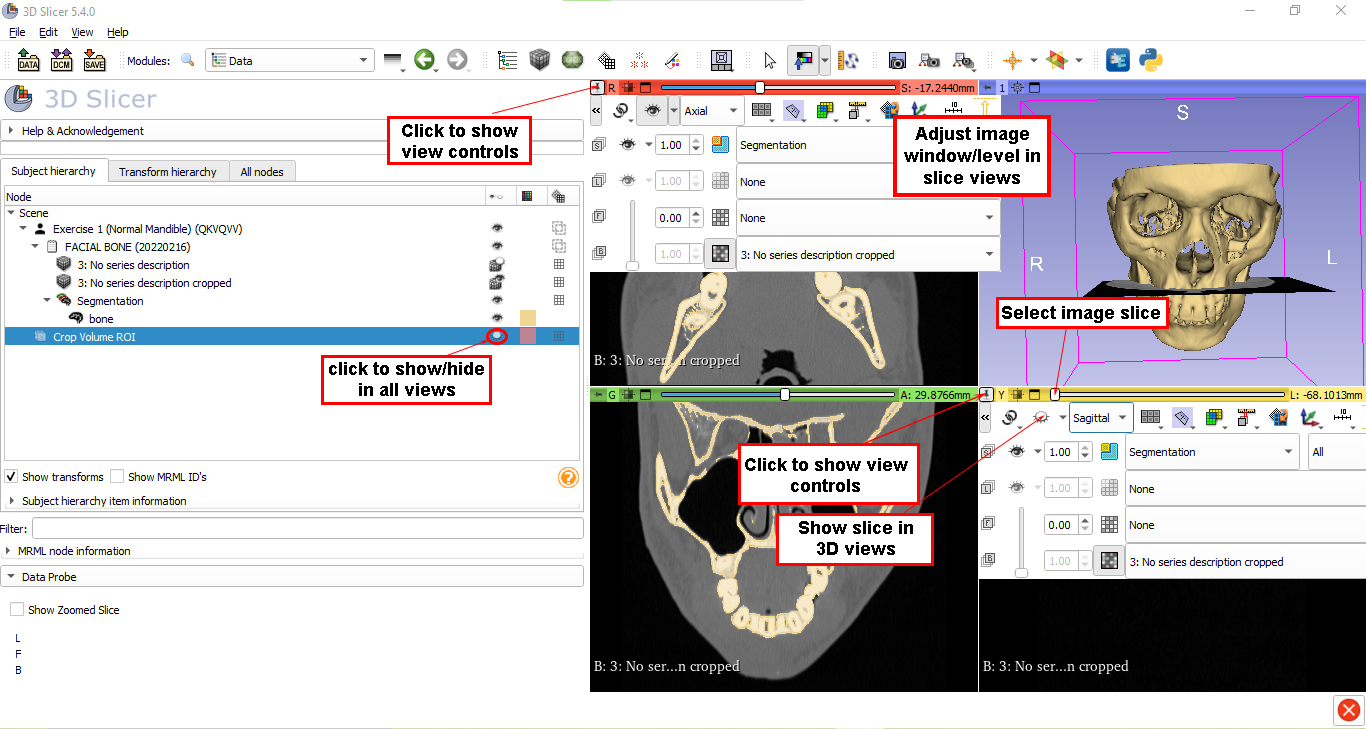 3D Slicer 5.4.0
File Edit View Help
DATA DCM SAVE Modules: Data
3D Slicer
Help & Acknowledgement
Subject hierarchy Transform hierarchy All nodes
Node
Scene
Exercise 1 (Normal Mandible) (QKVQVV)
FACIAL BONE (20220216)
3: No series description
3: No series description cropped
Segmentation
bone
Crop Volume ROI
click to show/hide
in all views
Show transforms Show MRML ID's
Subject hierarchy item information
Filter:
MRML node information
Data Probe
Show Zoomed Slice
L
F
B
R S: -17.2440mm
Click to show
view controls
Axial 10
Adjust image
window/level in
slice views
S 1.00 Segmentation
L 1.00 None
F 0.00 None
B 1.00 3: No series description cropped
B: 3: No ser...n cropped
1
S
R
L
Select image slice
G A: 29.8766mm
Click to show view
controls
Show slice in
3D views
B: 3: No ser...n cropped
Y L: -68.1013mm
Sagittal 10
S 1.00 Segmentation All
L 1.00 None
F 0.00 None
B 1.00 3: No series description cropped
B: 3: No ser...n cropped